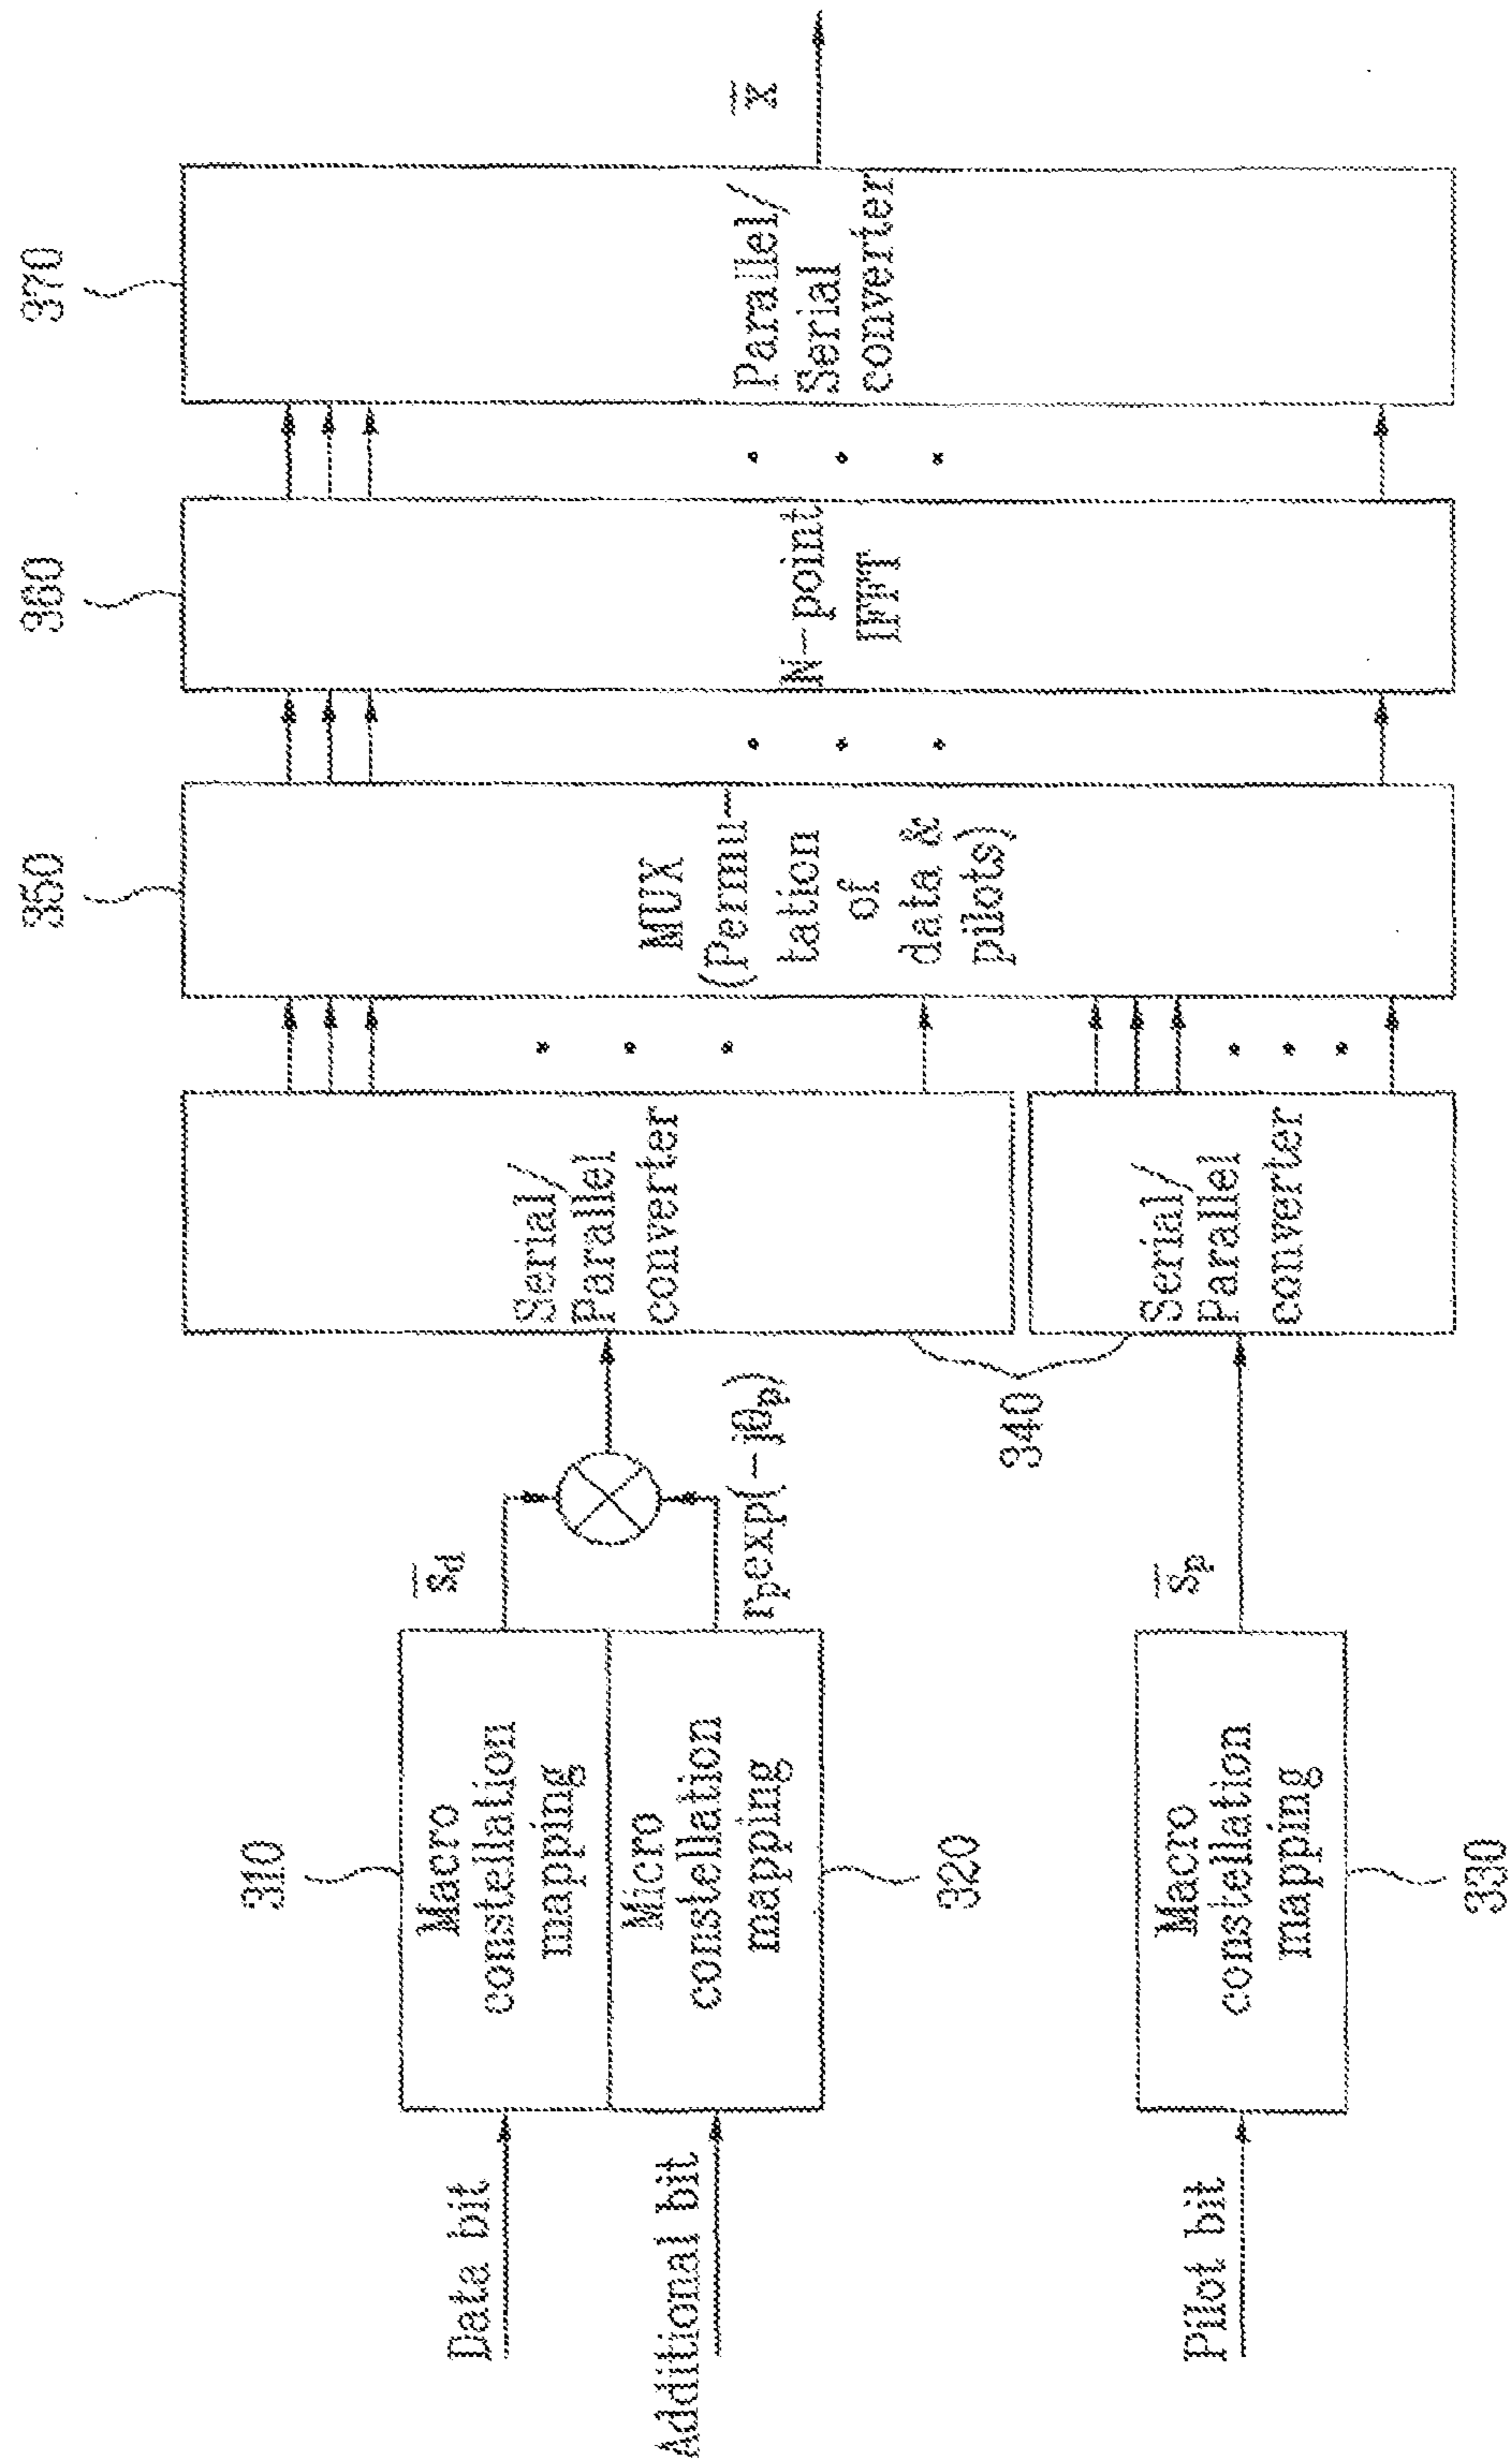 Data bit
Additional bit
Pilot bit
310
Macro
constellation
mapping
Micro
constellation
mapping
320
Macro
constellation
mapping
330
s̅d
rpexp(-jθp)
s̅p
Serial/
Parallel
converter
340
Serial/
Parallel
converter
350
MUX
(Permu-
tation
of
data &
pilots)
360
N-point
IFFT
370
Parallel/
Serial
converter
x̅